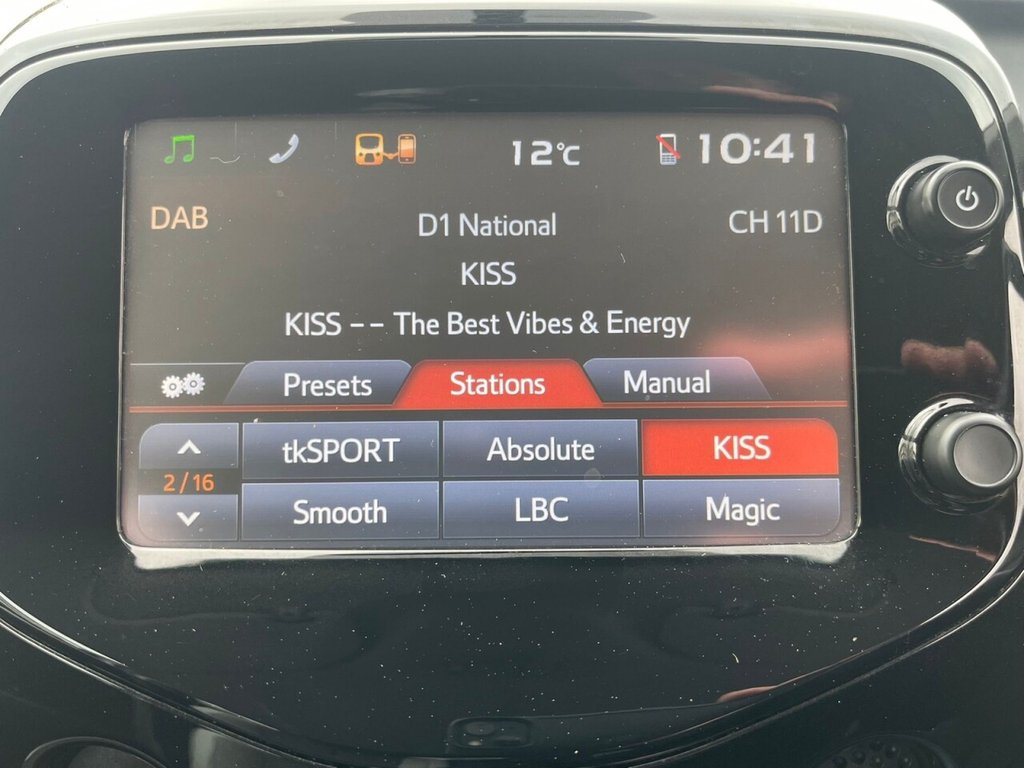 12°C 10:41
DAB D1 National CH 11D
KISS
KISS -- The Best Vibes & Energy
Presets Stations Manual
tkSPORT Absolute KISS
2/16
Smooth LBC Magic